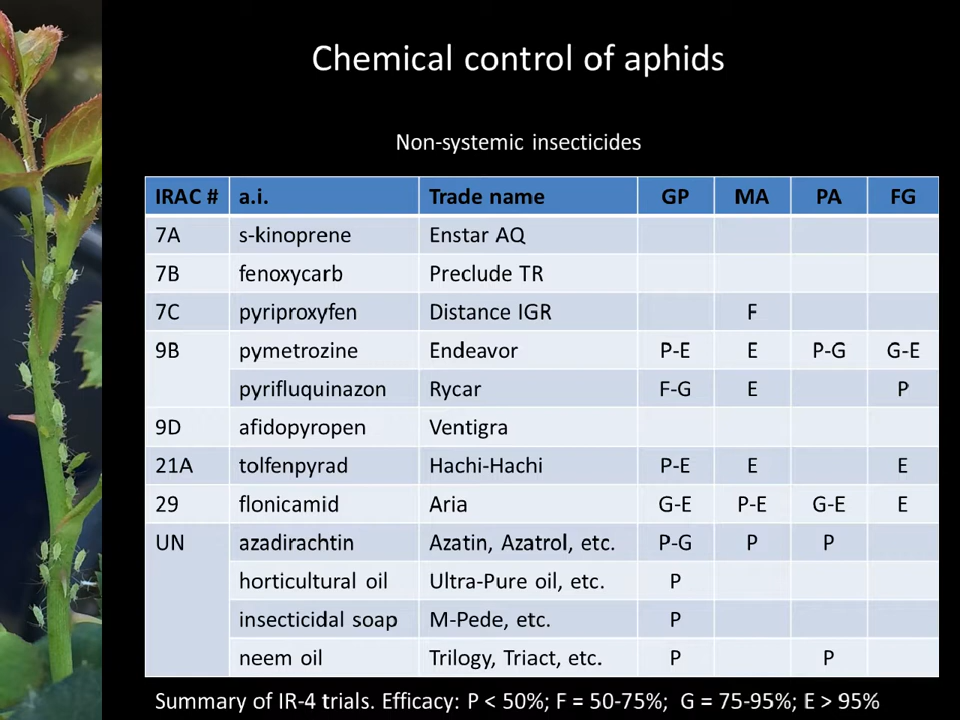 Chemical control of aphids
Non-systemic insecticides
IRAC # a.i. Trade name GP MA PA FG
7A s-kinoprene Enstar AQ
7B fenoxycarb Preclude TR
7C pyriproxyfen Distance IGR F
9B pymetrozine Endeavor P-E E P-G G-E
pyrifluquinazon Rycar F-G E P
9D afidopyropen Ventigra
21A tolfenpyrad Hachi-Hachi P-E E E
29 flonicamid Aria G-E P-E G-E E
UN azadirachtin Azatin, Azatrol, etc. P-G P P
horticultural oil Ultra-Pure oil, etc. P
insecticidal soap M-Pede, etc. P
neem oil Trilogy, Triact, etc. P P
Summary of IR-4 trials. Efficacy: P < 50%; F = 50-75%; G = 75-95%; E > 95%